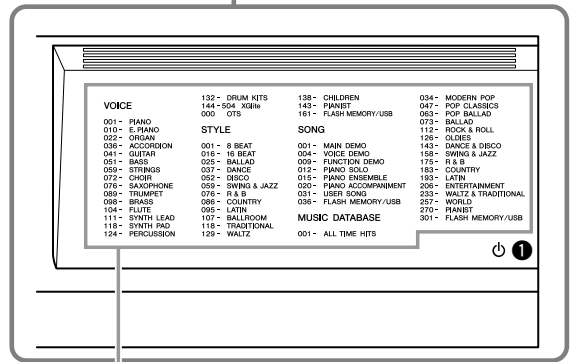 VOICE
001 - PIANO
010 - E. PIANO
022 - ORGAN
036 - ACCORDION
041 - GUITAR
051 - BASS
059 - STRINGS
072 - CHOIR
076 - SAXOPHONE
089 - TRUMPET
098 - BRASS
104 - FLUTE
111 - SYNTH LEAD
118 - SYNTH PAD
124 - PERCUSSION
132 - DRUM KITS
144 - 504 XGlite
000 OTS
STYLE
001 - 8 BEAT
016 - 16 BEAT
025 - BALLAD
037 - DANCE
052 - DISCO
059 - SWING & JAZZ
076 - R & B
086 - COUNTRY
095 - LATIN
107 - BALLROOM
118 - TRADITIONAL
129 - WALTZ
138 - CHILDREN
143 - PIANIST
161 - FLASH MEMORY/USB
SONG
001 - MAIN DEMO
004 - VOICE DEMO
009 - FUNCTION DEMO
012 - PIANO SOLO
015 - PIANO ENSEMBLE
020 - PIANO ACCOMPANIMENT
031 - USER SONG
036 - FLASH MEMORY/USB
MUSIC DATABASE
001 - ALL TIME HITS
034 - MODERN POP
047 - POP CLASSICS
063 - POP BALLAD
073 - BALLAD
112 - ROCK & ROLL
126 - OLDIES
143 - DANCE & DISCO
158 - SWING & JAZZ
175 - R & B
183 - COUNTRY
193 - LATIN
206 - ENTERTAINMENT
233 - WALTZ & TRADITIONAL
257 - WORLD
270 - PIANIST
301 - FLASH MEMORY/USB
1